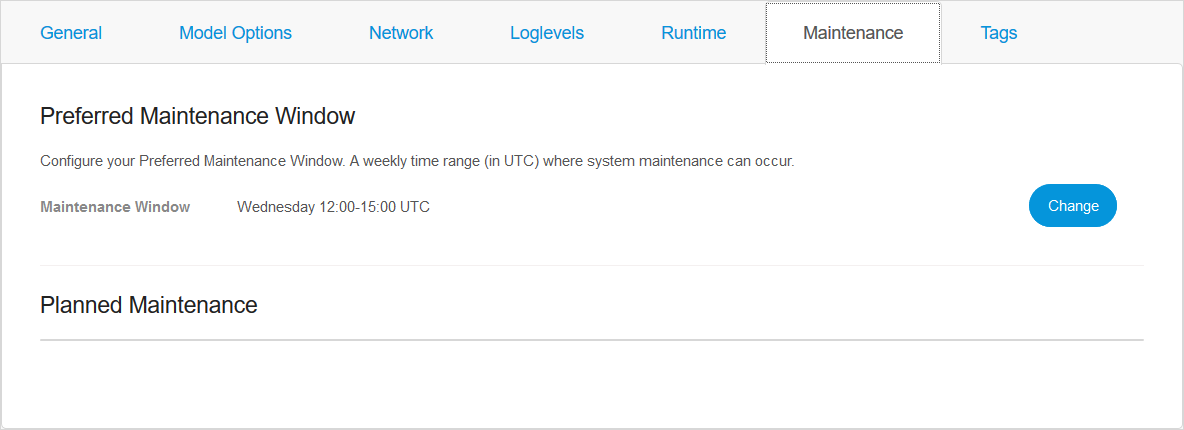 General Model Options Network Loglevels Runtime Maintenance Tags
Preferred Maintenance Window
Configure your Preferred Maintenance Window. A weekly time range (in UTC) where system maintenance can occur.
Maintenance Window Wednesday 12:00-15:00 UTC Change
Planned Maintenance